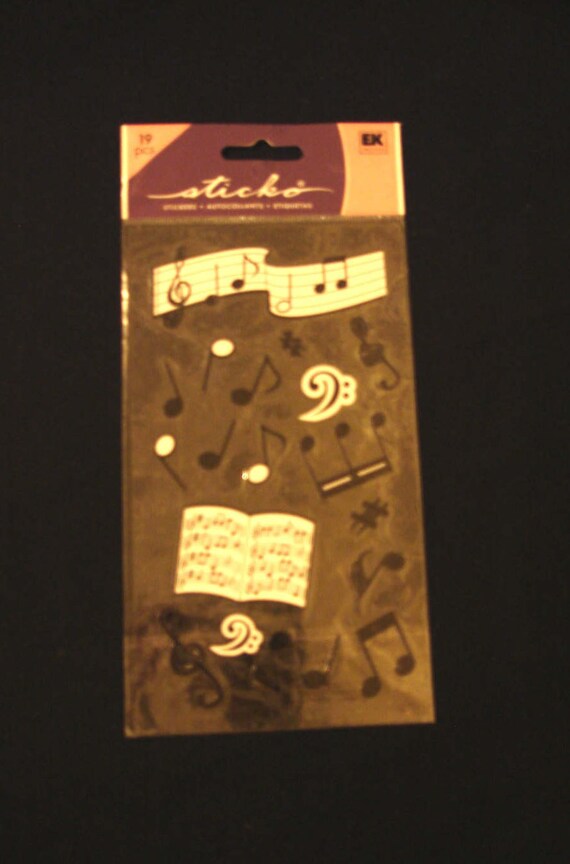 19
pcs.
EK
sticko®
STICKERS • AUTOCOLLANTS • ETIQUETAS